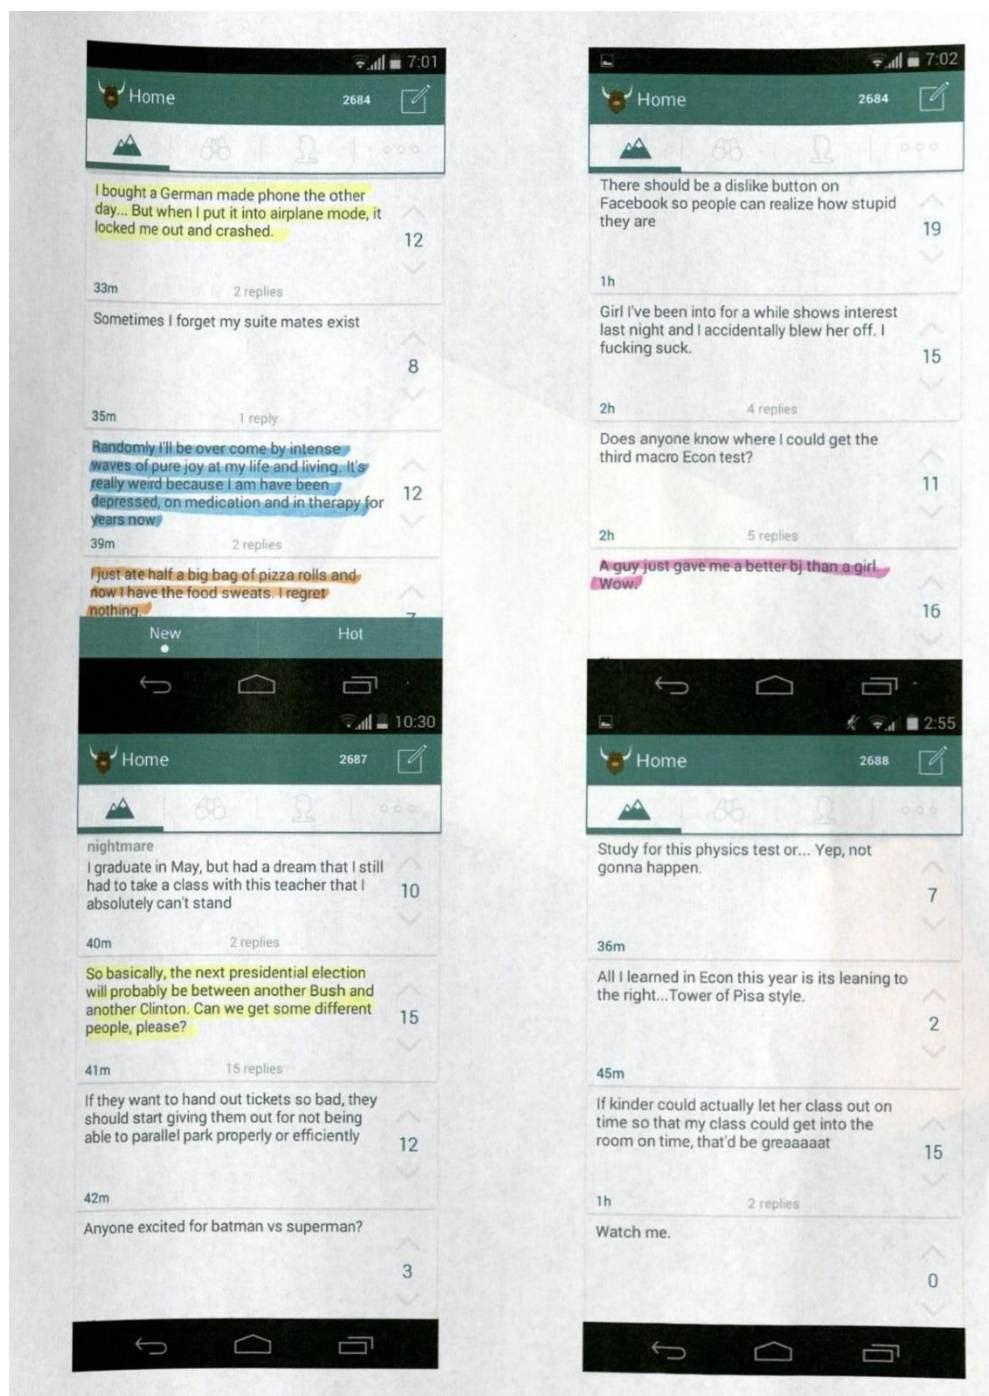 7:01
Home
2684
I bought a German made phone the other
day... But when I put it into airplane mode, it
locked me out and crashed.
12
33m
2 replies
Sometimes I forget my suite mates exist
8
35m
1 reply
Randomly I'll be over come by intense
waves of pure joy at my life and living. It's
really weird because I am have been
depressed, on medication and in therapy for
years now
12
39m
2 replies
I just ate half a big bag of pizza rolls and
now I have the food sweats. I regret
nothing.
New
Hot
7:02
Home
2684
There should be a dislike button on
Facebook so people can realize how stupid
they are
19
1h
Girl I've been into for a while shows interest
last night and I accidentally blew her off. I
fucking suck.
15
2h
4 replies
Does anyone know where I could get the
third macro Econ test?
11
2h
5 replies
A guy just gave me a better bj than a girl.
Wow.
16
10:30
Home
2687
nightmare
I graduate in May, but had a dream that I still
had to take a class with this teacher that I
absolutely can't stand
10
40m
2 replies
So basically, the next presidential election
will probably be between another Bush and
another Clinton. Can we get some different
people, please?
15
41m
15 replies
If they want to hand out tickets so bad, they
should start giving them out for not being
able to parallel park properly or efficiently
12
42m
Anyone excited for batman vs superman?
3
2:55
Home
2688
Study for this physics test or... Yep, not
gonna happen.
7
36m
All I learned in Econ this year is its leaning to
the right...Tower of Pisa style.
2
45m
If kinder could actually let her class out on
time so that my class could get into the
room on time, that'd be greaaaaat
15
1h
2 replies
Watch me.
0